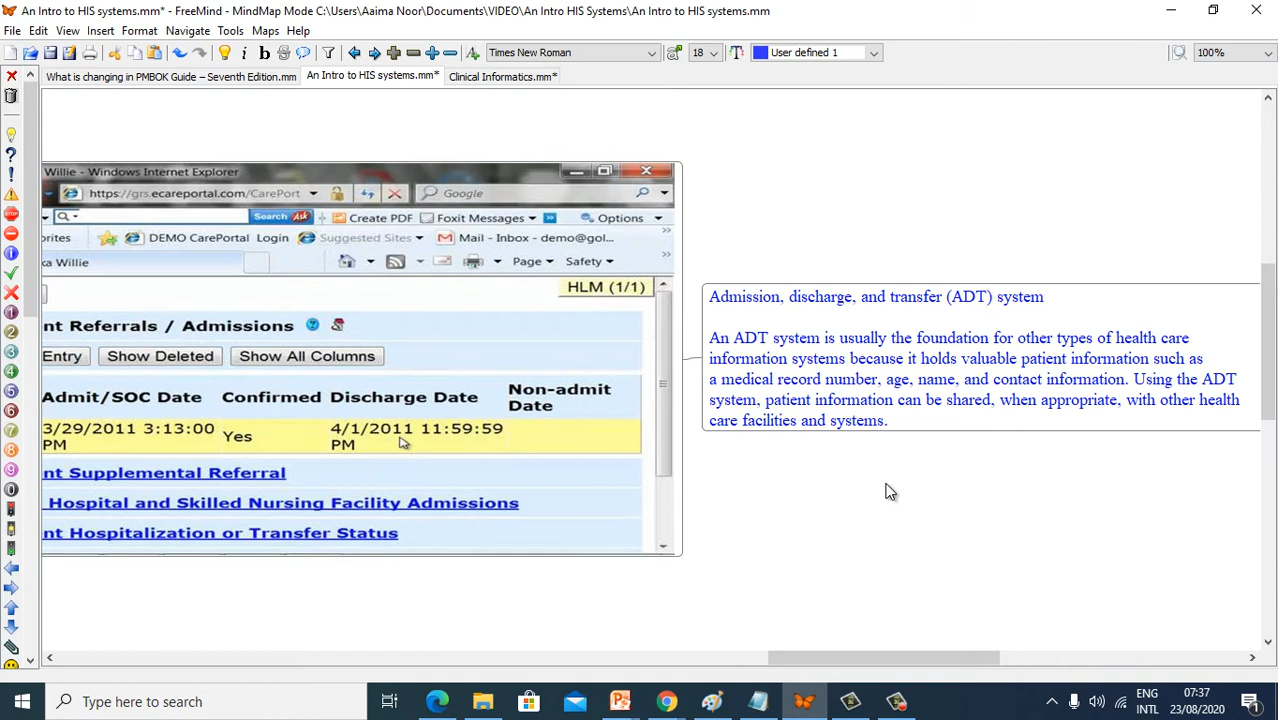 An Intro to HIS systems.mm* - FreeMind - MindMap Mode C:\Users\Aaima Noor\Documents\VIDEO\An Intro HIS Systems\An Intro to HIS systems.mm
File Edit View Insert Format Navigate Tools Maps Help
Times New Roman 18 User defined 1 100%
What is changing in PMBOK Guide – Seventh Edition.mm An Intro to HIS systems.mm* Clinical Informatics.mm*
Willie - Windows Internet Explorer
https://grs.ecareportal.com/CarePort Google
Search Ask Create PDF Foxit Messages Options
orites DEMO CarePortal Login Suggested Sites Mail - Inbox - demo@gol...
ka Willie Page Safety
HLM (1/1)
nt Referrals / Admissions
Entry Show Deleted Show All Columns
Admit/SOC Date Confirmed Discharge Date Non-admit
Date
3/29/2011 3:13:00 Yes 4/1/2011 11:59:59
PM PM
nt Supplemental Referral
Hospital and Skilled Nursing Facility Admissions
nt Hospitalization or Transfer Status
Admission, discharge, and transfer (ADT) system
An ADT system is usually the foundation for other types of health care
information systems because it holds valuable patient information such as
a medical record number, age, name, and contact information. Using the ADT
system, patient information can be shared, when appropriate, with other health
care facilities and systems.
Type here to search
ENG 07:37
INTL 23/08/2020